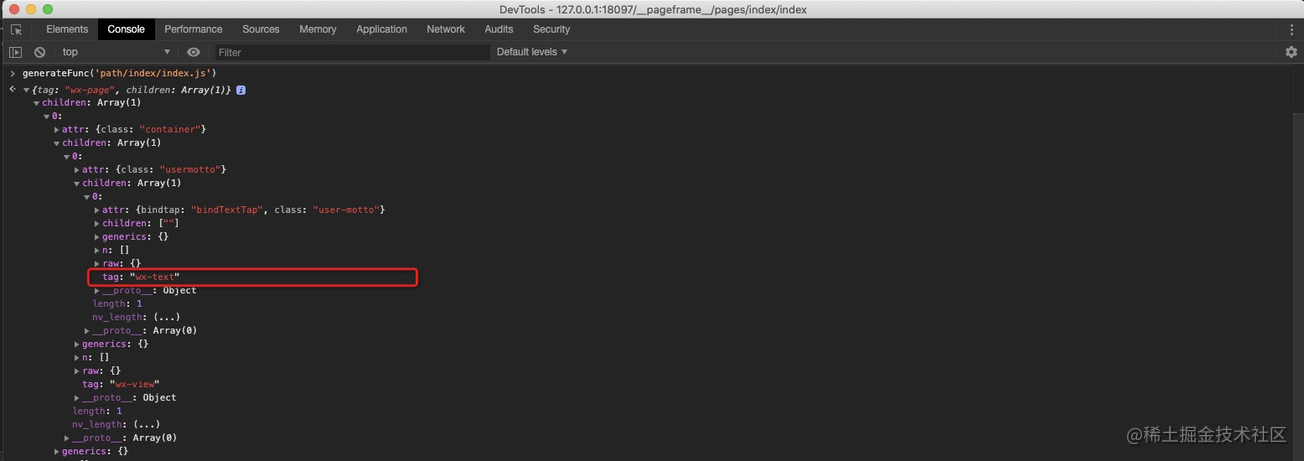 DevTools - 127.0.0.1:18097/__pageframe__/pages/index/index
Elements Console Performance Sources Memory Application Network Audits Security
top Filter Default levels
generateFunc('path/index/index.js')
{tag: "wx-page", children: Array(1)}
children: Array(1)
0:
attr: {class: "container"}
children: Array(1)
0:
attr: {class: "usermotto"}
children: Array(1)
0:
attr: {bindtap: "bindTextTap", class: "user-motto"}
children: [""]
generics: {}
n: []
raw: {}
tag: "wx-text"
__proto__: Object
length: 1
nv_length: (...)
__proto__: Array(0)
generics: {}
n: []
raw: {}
tag: "wx-view"
__proto__: Object
length: 1
nv_length: (...)
__proto__: Array(0)
generics: {}
@稀土掘金技术社区